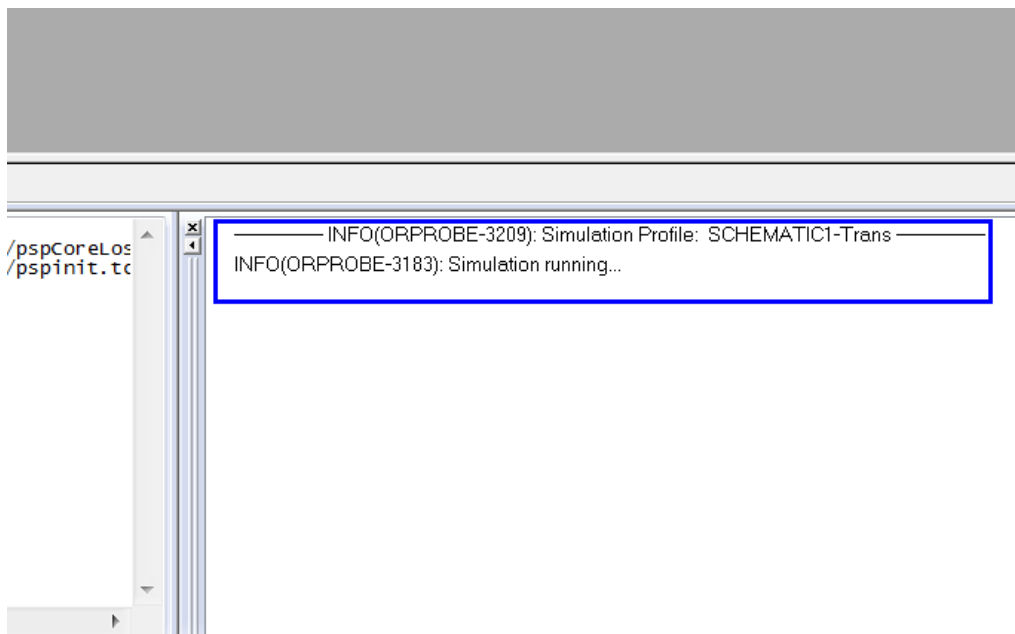 /pspCoreLos
/pspinit.tc
INFO(ORPROBE-3209): Simulation Profile: SCHEMATIC1-Trans
INFO(ORPROBE-3183): Simulation running...